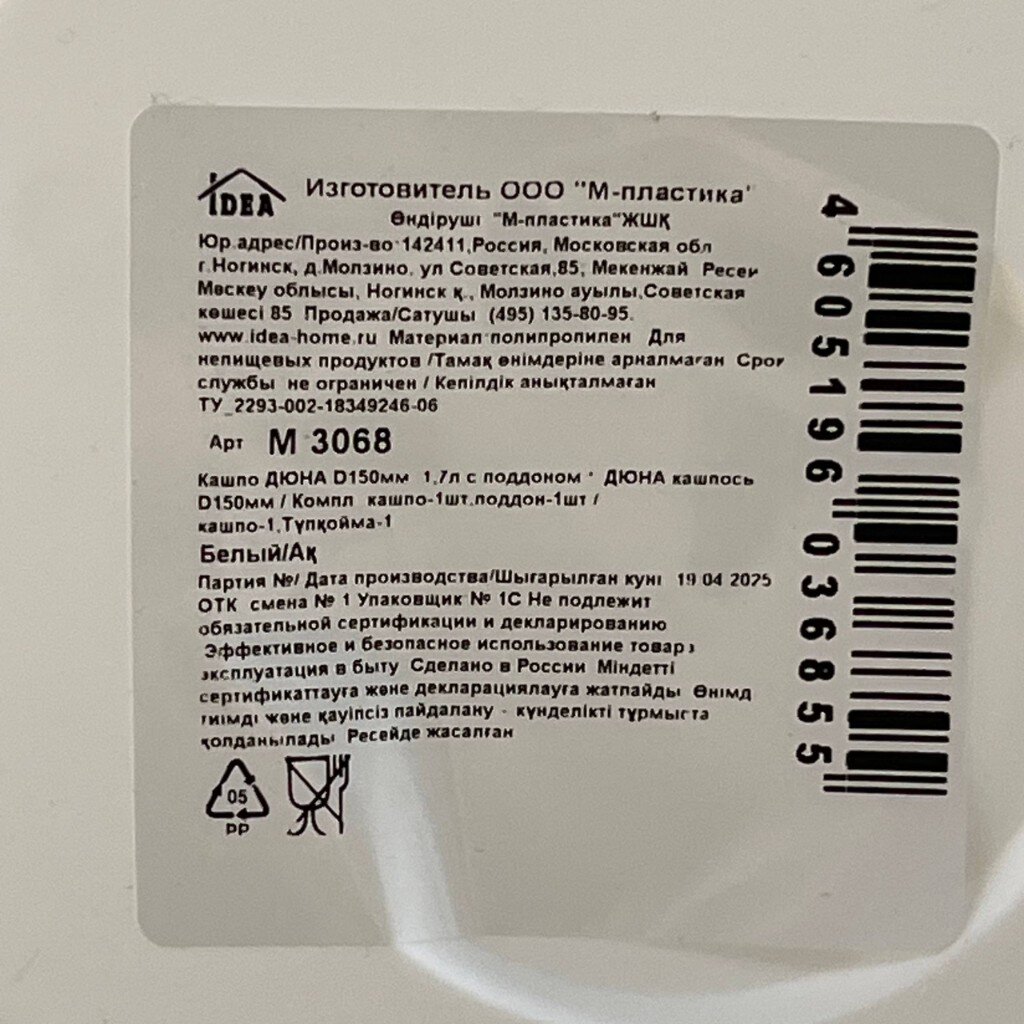 IDEA
Изготовитель ООО "М-пластика"
Өндіруші "М-пластика"ЖШҚ
Юр.адрес/Произ-во 142411,Россия, Московская обл
г.Ногинск, д.Молзино, ул Советская,85, Мекенжай Ресей
Мәскеу облысы, Ногинск қ., Молзино ауылы,Советская
көшесі 85 Продажа/Сатушы (495) 135-80-95.
www.idea-home.ru Материал полипропилен Для
непищевых продуктов /Тамақ өнімдеріне арналмаған Срок
службы не ограничен / Кепілдік анықталмаған
ТУ_2293-002-18349246-06
Арт М 3068
Кашпо ДЮНА D150мм 1,7л с поддоном * ДЮНА кашпосы
D150мм / Компл кашпо-1шт,поддон-1шт /
кашпо-1,Түпқойма-1
Белый/Ақ
Партия №/ Дата производства/Шығарылған күні 19 04 2025
ОТК смена № 1 Упаковщик № 1С Не подлежит
обязательной сертификации и декларированию
Эффективное и безопасное использование товара
эксплуатация в быту Сделано в России Міндетті
сертификаттауға және декларациялауға жатпайды Өнімд
тиімді және қауіпсіз пайдалану - күнделікті тұрмыста
қолданылады Ресейде жасалған
05
PP
4 605196 036855